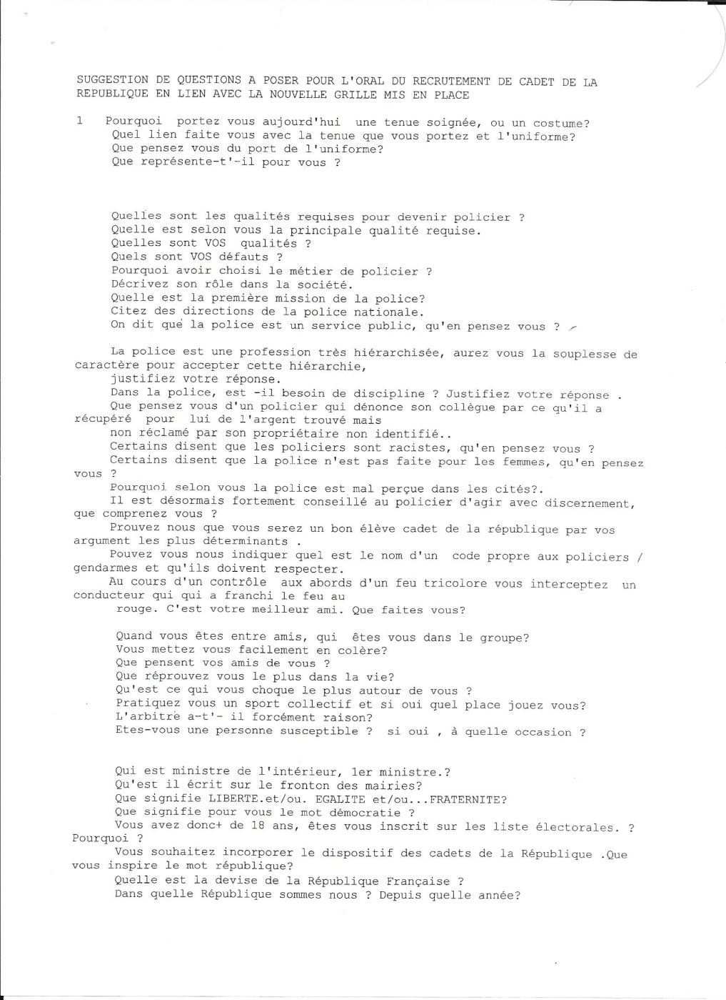 SUGGESTION DE QUESTIONS A POSER POUR L'ORAL DU RECRUTEMENT DE CADET DE LA
REPUBLIQUE EN LIEN AVEC LA NOUVELLE GRILLE MIS EN PLACE
1 Pourquoi portez vous aujourd'hui une tenue soignée, ou un costume?
Quel lien faite vous avec la tenue que vous portez et l'uniforme?
Que pensez vous du port de l'uniforme?
Que représente-t'-il pour vous ?
Quelles sont les qualités requises pour devenir policier ?
Quelle est selon vous la principale qualité requise.
Quelles sont VOS qualités ?
Quels sont VOS défauts ?
Pourquoi avoir choisi le métier de policier ?
Décrivez son rôle dans la société.
Quelle est la première mission de la police?
Citez des directions de la police nationale.
On dit que la police est un service public, qu'en pensez vous ?
La police est une profession très hiérarchisée, aurez vous la souplesse de
caractère pour accepter cette hiérarchie,
justifiez votre réponse.
Dans la police, est -il besoin de discipline ? Justifiez votre réponse .
Que pensez vous d'un policier qui dénonce son collègue par ce qu'il a
récupéré pour lui de l'argent trouvé mais
non réclamé par son propriétaire non identifié..
Certains disent que les policiers sont racistes, qu'en pensez vous ?
Certains disent que la police n'est pas faite pour les femmes, qu'en pensez
vous ?
Pourquoi selon vous la police est mal perçue dans les cités?.
Il est désormais fortement conseillé au policier d'agir avec discernement,
que comprenez vous ?
Prouvez nous que vous serez un bon élève cadet de la république par vos
argument les plus déterminants .
Pouvez vous nous indiquer quel est le nom d'un code propre aux policiers /
gendarmes et qu'ils doivent respecter.
Au cours d'un contrôle aux abords d'un feu tricolore vous interceptez un
conducteur qui qui a franchi le feu au
rouge. C'est votre meilleur ami. Que faites vous?
Quand vous êtes entre amis, qui êtes vous dans le groupe?
Vous mettez vous facilement en colère?
Que pensent vos amis de vous ?
Que réprouvez vous le plus dans la vie?
Qu'est ce qui vous choque le plus autour de vous ?
Pratiquez vous un sport collectif et si oui quel place jouez vous?
L'arbitre a-t'- il forcément raison?
Etes-vous une personne susceptible ? si oui , à quelle occasion ?
Qui est ministre de l'intérieur, 1er ministre.?
Qu'est il écrit sur le fronton des mairies?
Que signifie LIBERTE.et/ou. EGALITE et/ou...FRATERNITE?
Que signifie pour vous le mot démocratie ?
Vous avez donc+ de 18 ans, êtes vous inscrit sur les liste électorales. ?
Pourquoi ?
Vous souhaitez incorporer le dispositif des cadets de la République .Que
vous inspire le mot république?
Quelle est la devise de la République Française ?
Dans quelle République sommes nous ? Depuis quelle année?